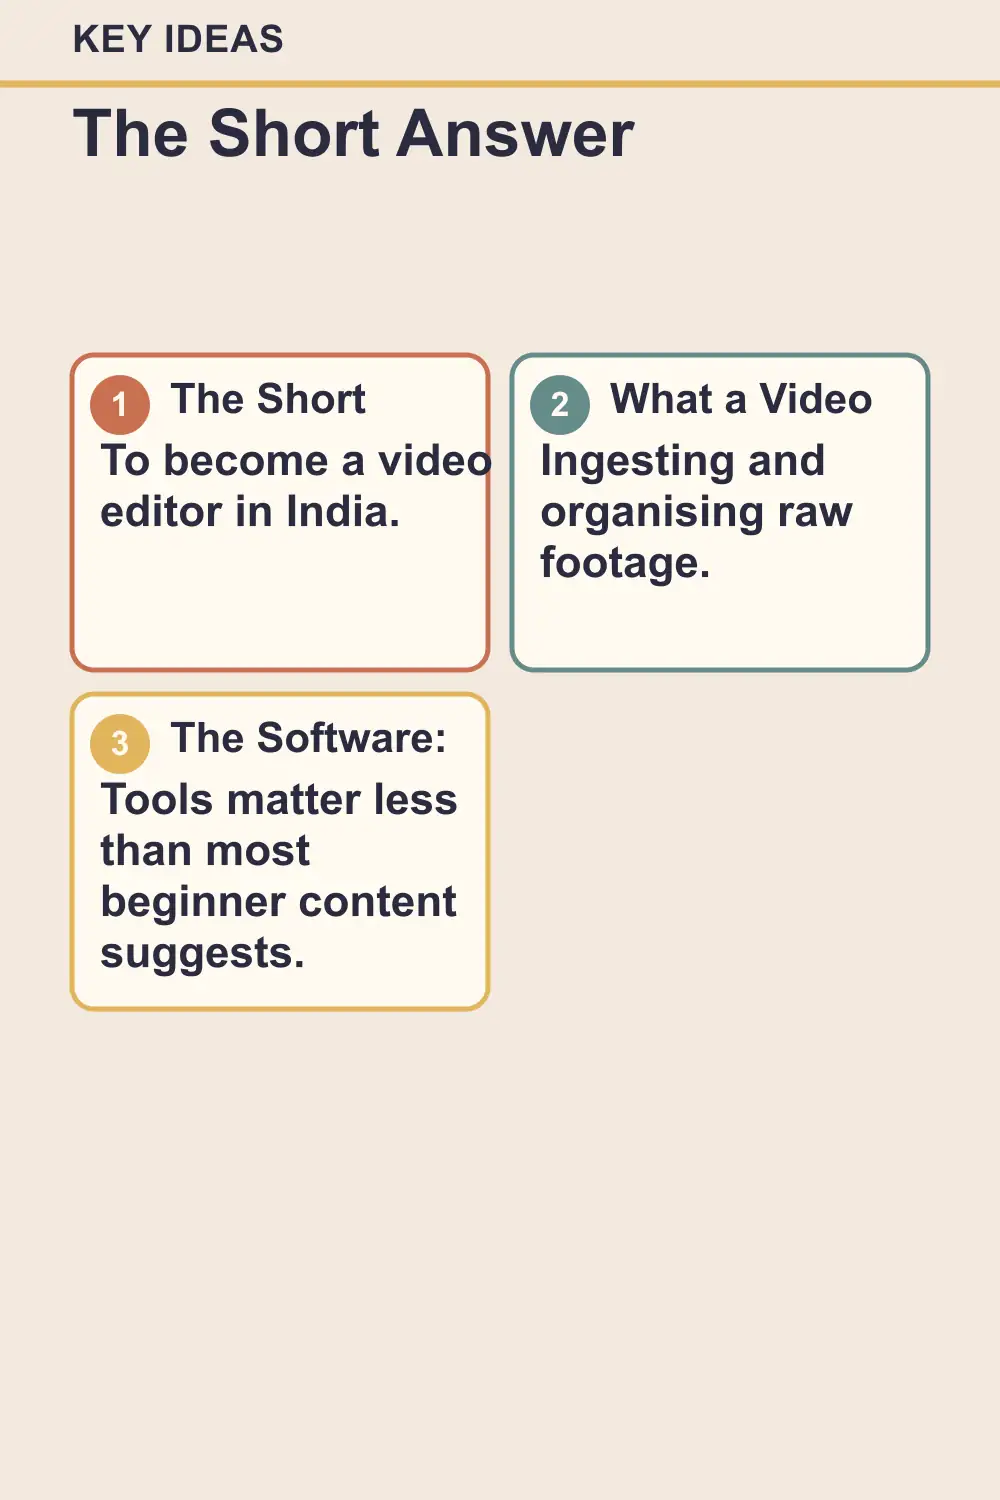 KEY IDEAS
The Short Answer
1 The Short
To become a video
editor in India.
2 What a Video
Ingesting and
organising raw
footage.
3 The Software:
Tools matter less
than most
beginner content
suggests.